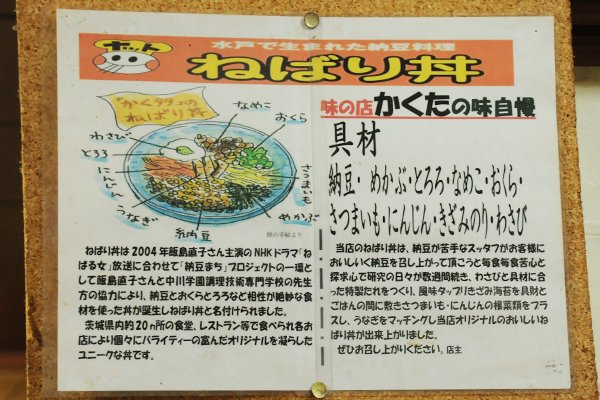 ホット
水戸で生まれた納豆料理
ねばり丼
「かくた」の
ねばり丼
なめこ
おくら
わさび
とろろ
にんじん
うなぎ
納豆
めかぶ
さつまいも
旅の手帖より
ねばり丼は2004年飯島直子さん主演のNHKドラマ「ね
ばる女」放送に合わせて「納豆まち」プロジェクトの一環と
して飯島直子さんと中川学園調理技術専門学校の先生
方の協力により、納豆とおくらとろろなど相性が絶妙な食
材を使った丼が誕生しねばり丼と名付けられました。
茨城県内約20ヵ所の食堂、レストラン等で食べられ各お
店により個々にバライティーの富んだオリジナルを凝らした
ユニークな丼です。
味の店かくたの味自慢
具材
納豆・めかぶ・とろろ・なめこ・おくら・
さつまいも・にんじん・きざみのり・わさび
当店のねばり丼は、納豆が苦手なスッタフがお客様に
おいしいく納豆を召し上がって頂こうと毎食毎食苦心と
探求心で研究の日々が数週間続き、わさびと具材に合
った特製だれをつくり、風味タップリきざみ海苔を具財と
ごはんの間に敷きさつまいも・にんじんの根菜類をプラ
スし、うなぎをマッチングし当店オリジナルのおいしいね
ばり丼が出来上がりました。
ぜひお召し上がりください。店主